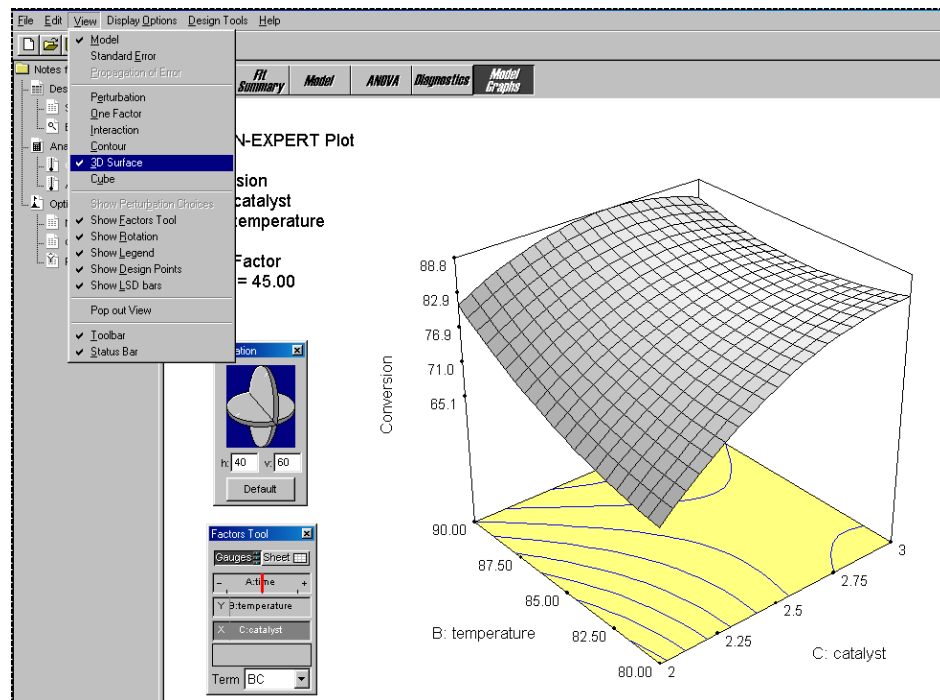 File Edit View Display Options Design Tools Help
Model
Standard Error
Propagation of Error
Perturbation
One Factor
Interaction
Contour
3D Surface
Cube
Show Perturbation Choices
Show Factors Tool
Show Rotation
Show Legend
Show Design Points
Show LSD bars
Pop out View
Toolbar
Status Bar
Notes f
Des
Ana
Opti
Fit Summary
Model
ANOVA
Diagnostics
Model Graphs
N-EXPERT Plot
sion
catalyst
temperature
Factor
= 45.00
ation
h: 40 v: 60
Default
Factors Tool
Gauges Sheet
- A:time +
Y B:temperature
X C:catalyst
Term BC
88.8
82.9
76.9
71.0
65.1
Conversion
90.00
87.50
85.00
82.50
80.00
B: temperature
2
2.25
2.5
2.75
3
C: catalyst